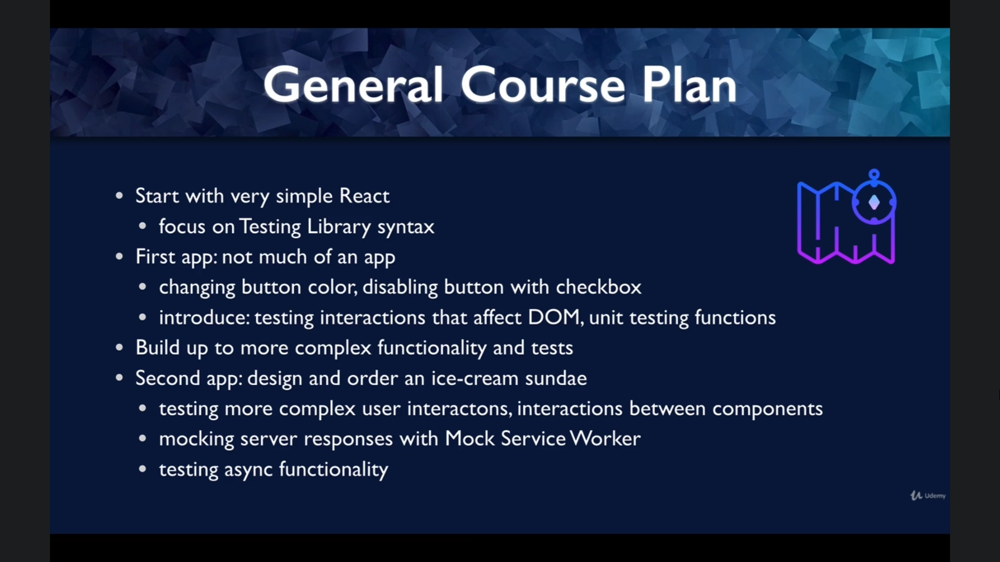 General Course Plan
• Start with very simple React
• focus on Testing Library syntax
• First app: not much of an app
• changing button color, disabling button with checkbox
• introduce: testing interactions that affect DOM, unit testing functions
• Build up to more complex functionality and tests
• Second app: design and order an ice-cream sundae
• testing more complex user interactons, interactions between components
• mocking server responses with Mock Service Worker
• testing async functionality
Udemy